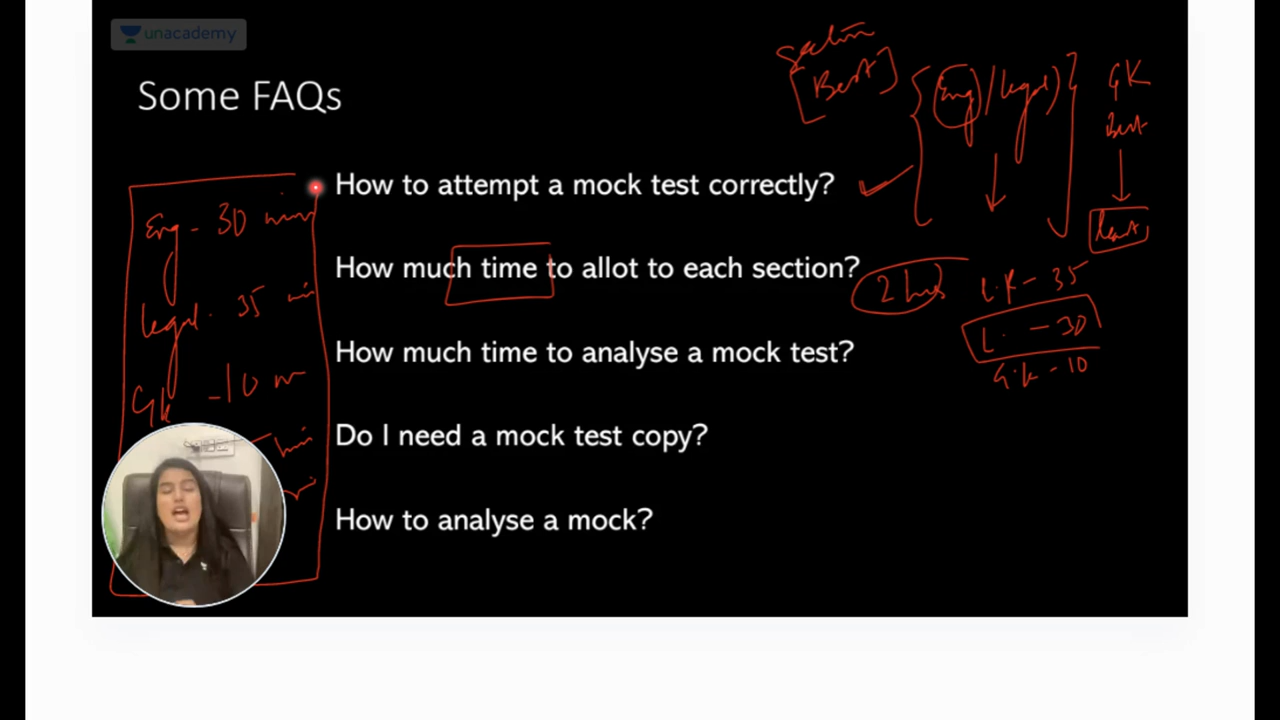 unacademy
Some FAQs
Section
[Best]
{Eng/legal}
GK
Best
How to attempt a mock test correctly?
Eng - 30 min
How much time to allot to each section?
2 hrs
- 35
legal - 35 min
L. - 30
How much time to analyse a mock test?
G.K - 10
GK - 10 m
Do I need a mock test copy?
min
How to analyse a mock?